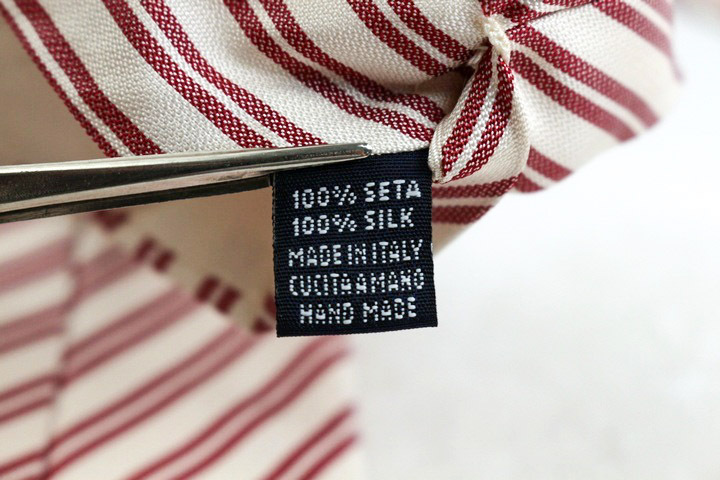 100% SETA
100% SILK
MADE IN ITALY
CUCITA A MANO
HAND MADE